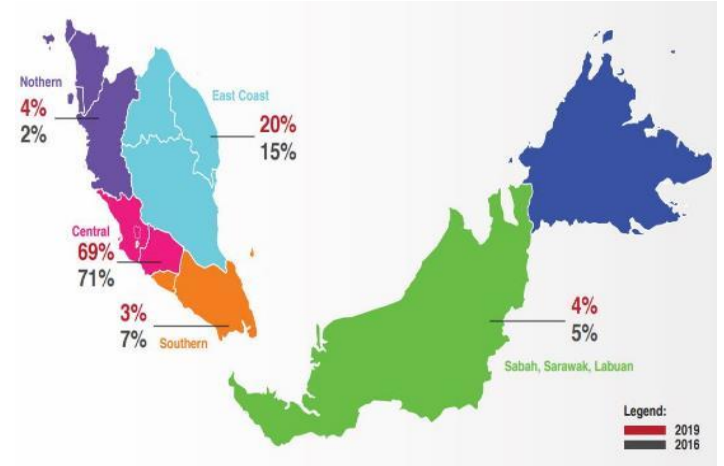 Nothern
4%
2%
East Coast
20%
15%
Central
69%
71%
3%
7%
Southern
4%
5%
Sabah, Sarawak, Labuan
Legend:
2019
2016